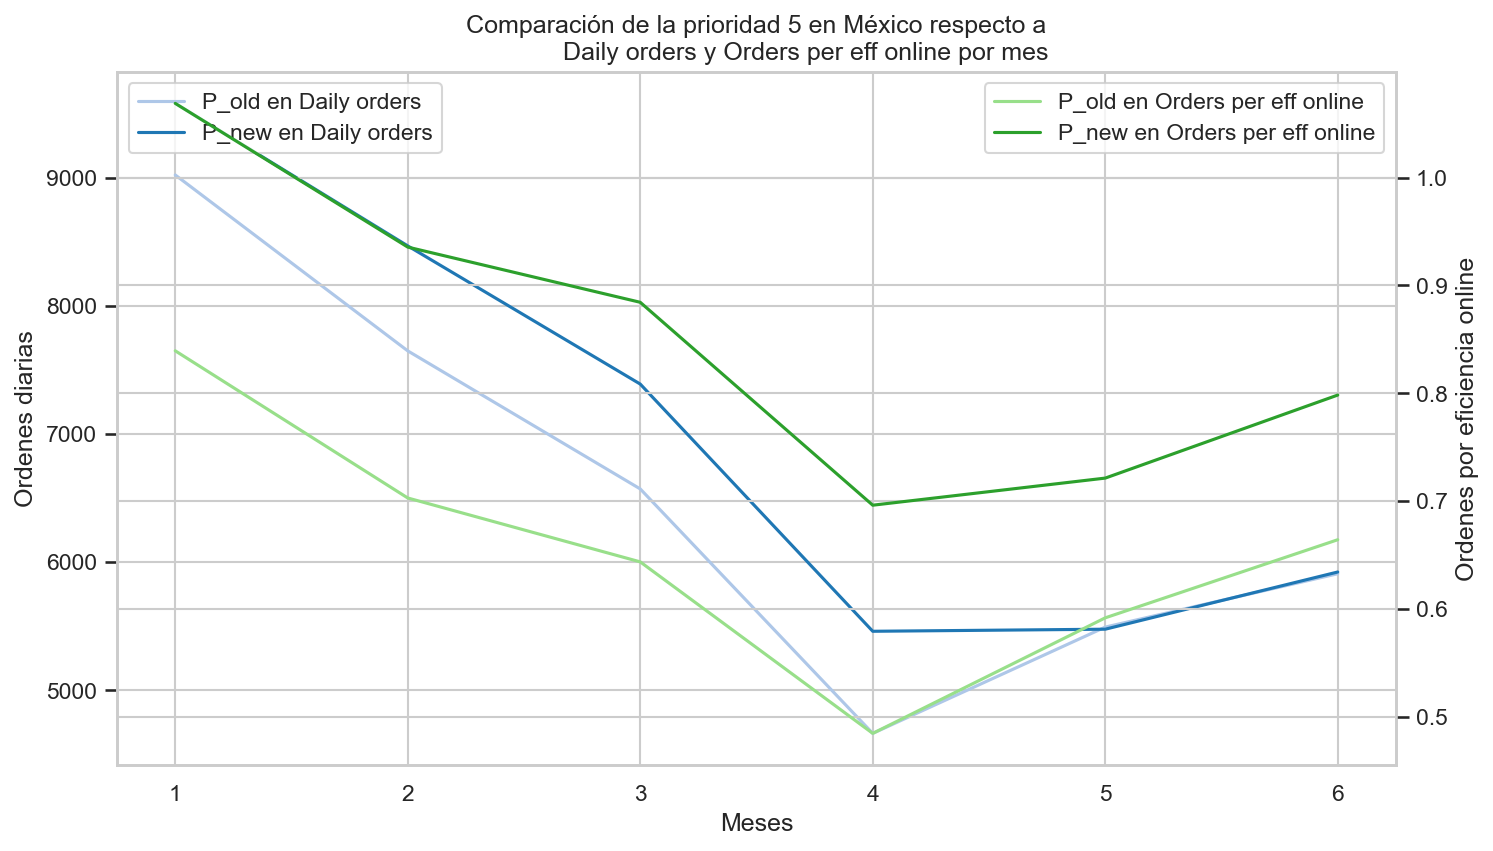 Comparación de la prioridad 5 en México respecto a
Daily orders y Orders per eff online por mes
P_old en Daily orders
P_new en Daily orders
P_old en Orders per eff online
P_new en Orders per eff online
Ordenes diarias
9000
8000
7000
6000
5000
Ordenes por eficiencia online
1.0
0.9
0.8
0.7
0.6
0.5
1 2 3 4 5 6
Meses